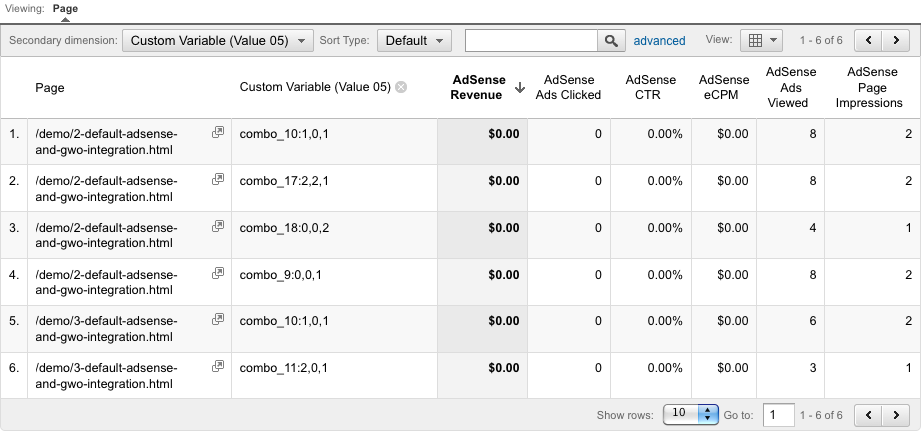 Viewing: Page
Secondary dimension: Custom Variable (Value 05) Sort Type: Default advanced View: 1 - 6 of 6
Page Custom Variable (Value 05) AdSense Revenue AdSense Ads Clicked AdSense CTR AdSense eCPM AdSense Ads Viewed AdSense Page Impressions
1. /demo/2-default-adsense- combo_10:1,0,1 $0.00 0 0.00% $0.00 8 2
and-gwo-integration.html
2. /demo/2-default-adsense- combo_17:2,2,1 $0.00 0 0.00% $0.00 8 2
and-gwo-integration.html
3. /demo/2-default-adsense- combo_18:0,0,2 $0.00 0 0.00% $0.00 4 1
and-gwo-integration.html
4. /demo/2-default-adsense- combo_9:0,0,1 $0.00 0 0.00% $0.00 8 2
and-gwo-integration.html
5. /demo/3-default-adsense- combo_10:1,0,1 $0.00 0 0.00% $0.00 6 2
and-gwo-integration.html
6. /demo/3-default-adsense- combo_11:2,0,1 $0.00 0 0.00% $0.00 3 1
and-gwo-integration.html
Show rows: 10 Go to: 1 1 - 6 of 6